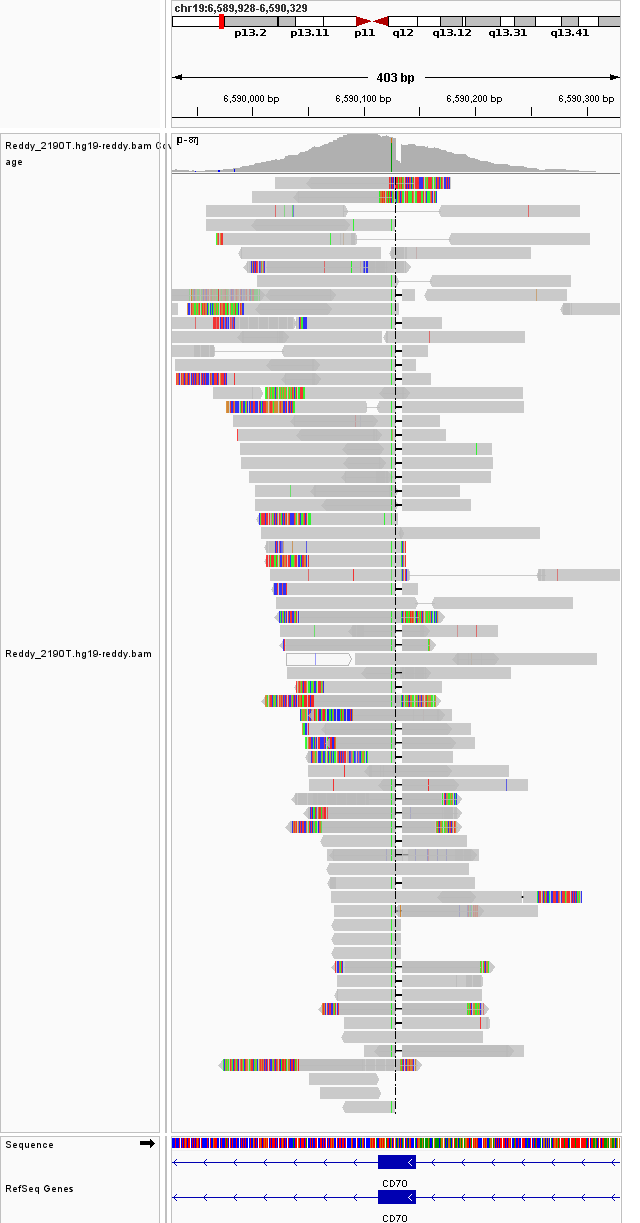 chr19:6,589,928-6,590,329
p13.2 p13.11 p11 q12 q13.12 q13.31 q13.41
403 bp
6,590,000 bp 6,590,100 bp 6,590,200 bp 6,590,300 bp
Reddy_2190T.hg19-reddy.bam Cov
age
[0-87]
Reddy_2190T.hg19-reddy.bam
Sequence
CD70
RefSeq Genes
CD70